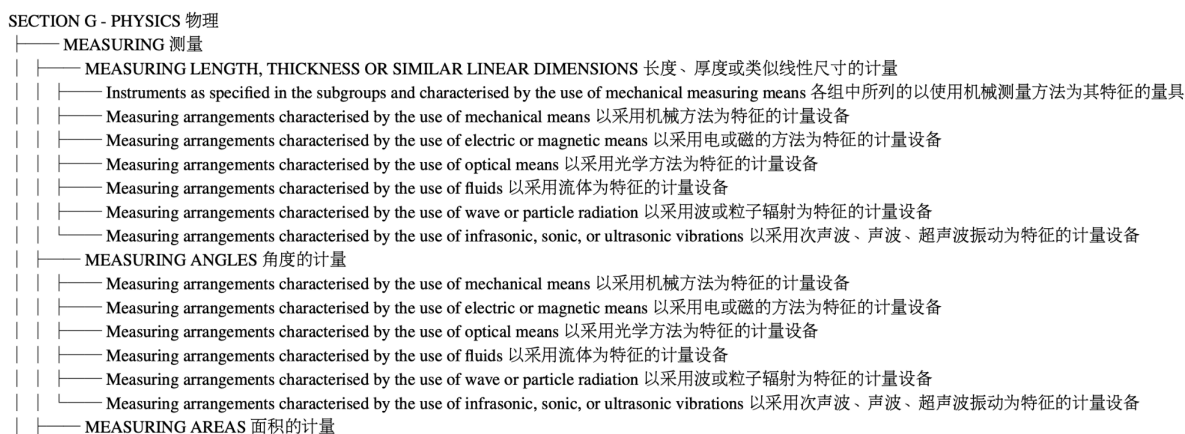 SECTION G - PHYSICS 物理
MEASURING 测量
MEASURING LENGTH, THICKNESS OR SIMILAR LINEAR DIMENSIONS 长度、厚度或类似线性尺寸的计量
Instruments as specified in the subgroups and characterised by the use of mechanical measuring means 各组中所列的以使用机械测量方法为其特征的量具
Measuring arrangements characterised by the use of mechanical means 以采用机械方法为特征的计量设备
Measuring arrangements characterised by the use of electric or magnetic means 以采用电或磁的方法为特征的计量设备
Measuring arrangements characterised by the use of optical means 以采用光学方法为特征的计量设备
Measuring arrangements characterised by the use of fluids 以采用流体为特征的计量设备
Measuring arrangements characterised by the use of wave or particle radiation 以采用波或粒子辐射为特征的计量设备
Measuring arrangements characterised by the use of infrasonic, sonic, or ultrasonic vibrations 以采用次声波、声波、超声波振动为特征的计量设备
MEASURING ANGLES 角度的计量
Measuring arrangements characterised by the use of mechanical means 以采用机械方法为特征的计量设备
Measuring arrangements characterised by the use of electric or magnetic means 以采用电或磁的方法为特征的计量设备
Measuring arrangements characterised by the use of optical means 以采用光学方法为特征的计量设备
Measuring arrangements characterised by the use of fluids 以采用流体为特征的计量设备
Measuring arrangements characterised by the use of wave or particle radiation 以采用波或粒子辐射为特征的计量设备
Measuring arrangements characterised by the use of infrasonic, sonic, or ultrasonic vibrations 以采用次声波、声波、超声波振动为特征的计量设备
MEASURING AREAS 面积的计量